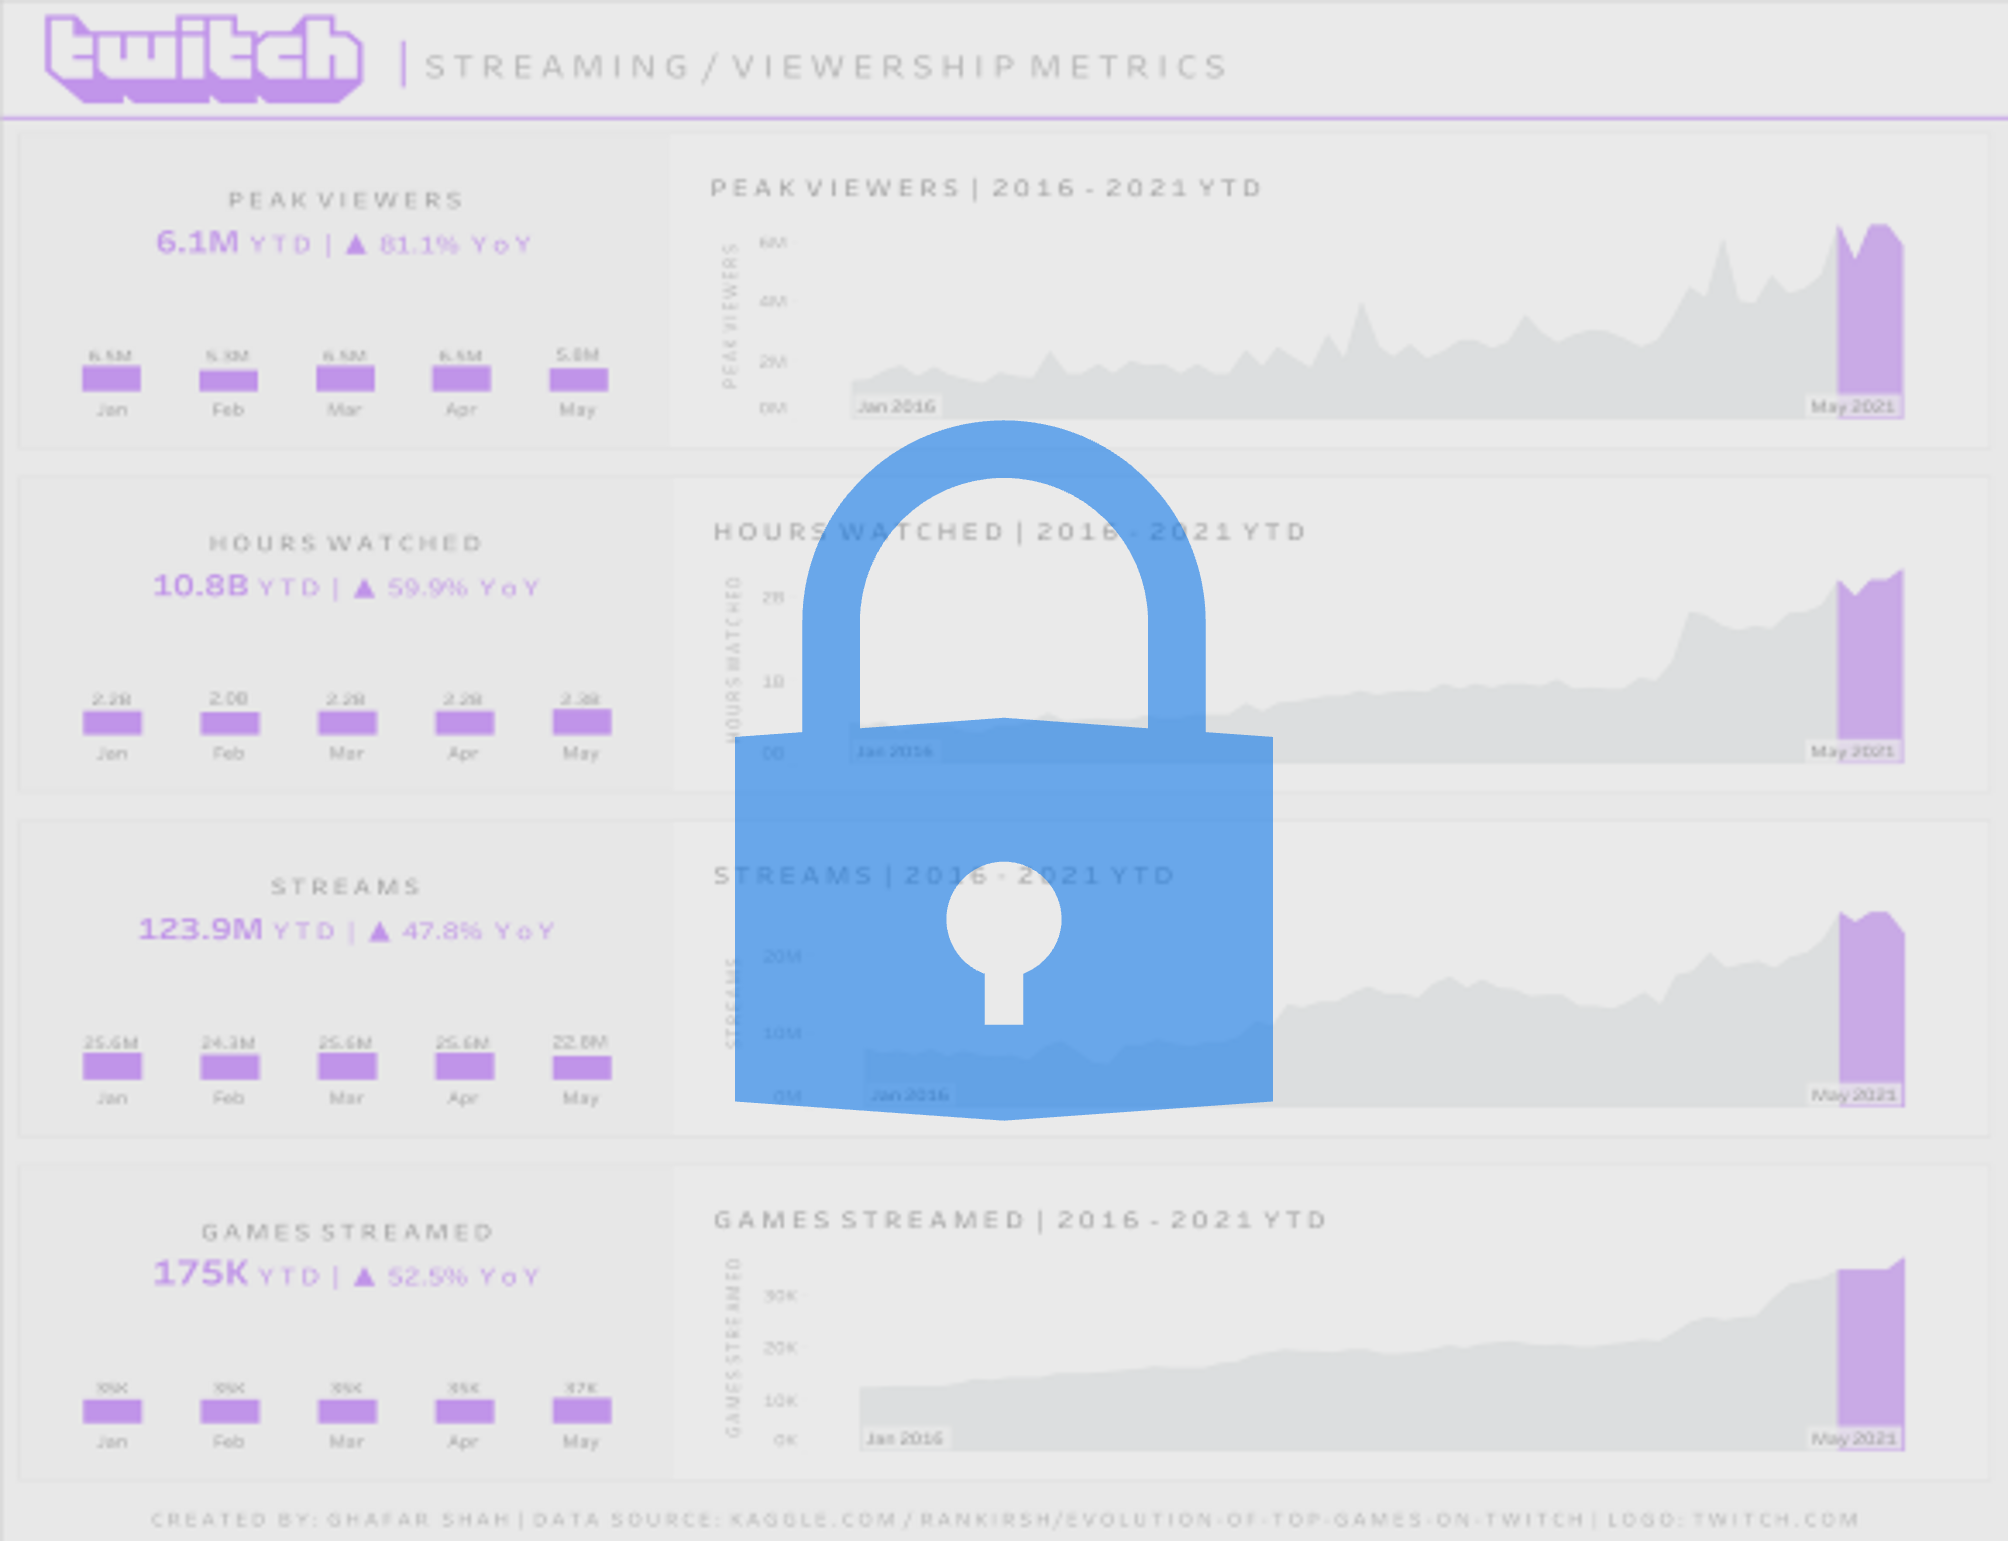 twitch | STREAMING / VIEWERSHIP METRICS
PEAK VIEWERS
6.1M YTD | ▲ 81.1% YoY
6.5M 5.3M 6.5M 6.5M 5.8M
Jan Feb Mar Apr May
PEAK VIEWERS | 2016 - 2021 YTD
PEAK VIEWERS
6M
4M
2M
0M
Jan 2016 May 2021
HOURS WATCHED
10.8B YTD | ▲ 59.9% YoY
2.2B 2.0B 2.2B 2.2B 2.3B
Jan Feb Mar Apr May
HOURS WATCHED | 2016 - 2021 YTD
HOURS WATCHED
2B
1B
0B
Jan 2016 May 2021
STREAMS
123.9M YTD | ▲ 47.8% YoY
25.6M 24.3M 25.6M 25.6M 22.8M
Jan Feb Mar Apr May
STREAMS | 2016 - 2021 YTD
STREAMS
20M
10M
0M
Jan 2016 May 2021
GAMES STREAMED
175K YTD | ▲ 52.5% YoY
35K 35K 35K 35K 37K
Jan Feb Mar Apr May
GAMES STREAMED | 2016 - 2021 YTD
GAMES STREAMED
30K
20K
10K
0K
Jan 2016 May 2021
CREATED BY: GHAFAR SHAH | DATA SOURCE: KAGGLE.COM / RANKIRSH/EVOLUTION-OF-TOP-GAMES-ON-TWITCH | LOGO: TWITCH.COM